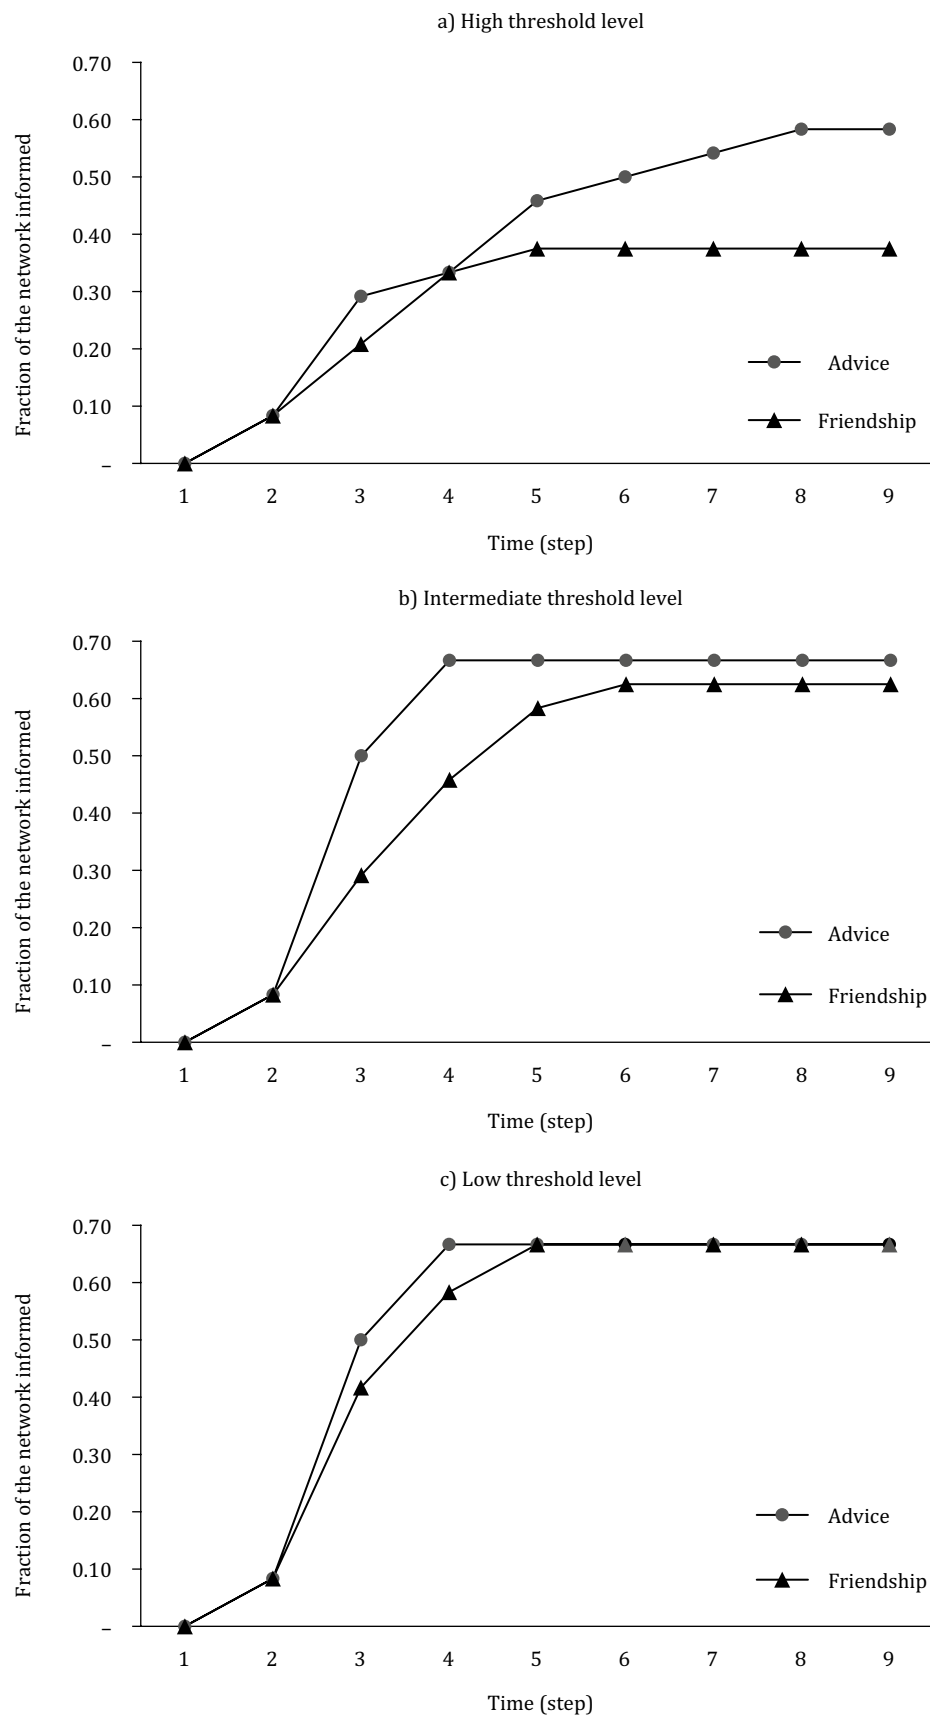 a) High threshold level
Fraction of the network informed
0.70
0.60
0.50
0.40
0.30
0.20
0.10
–
Advice
Friendship
1 2 3 4 5 6 7 8 9
Time (step)
b) Intermediate threshold level
Fraction of the network informed
0.70
0.60
0.50
0.40
0.30
0.20
0.10
–
Advice
Friendship
1 2 3 4 5 6 7 8 9
Time (step)
c) Low threshold level
Fraction of the network informed
0.70
0.60
0.50
0.40
0.30
0.20
0.10
–
Advice
Friendship
1 2 3 4 5 6 7 8 9
Time (step)